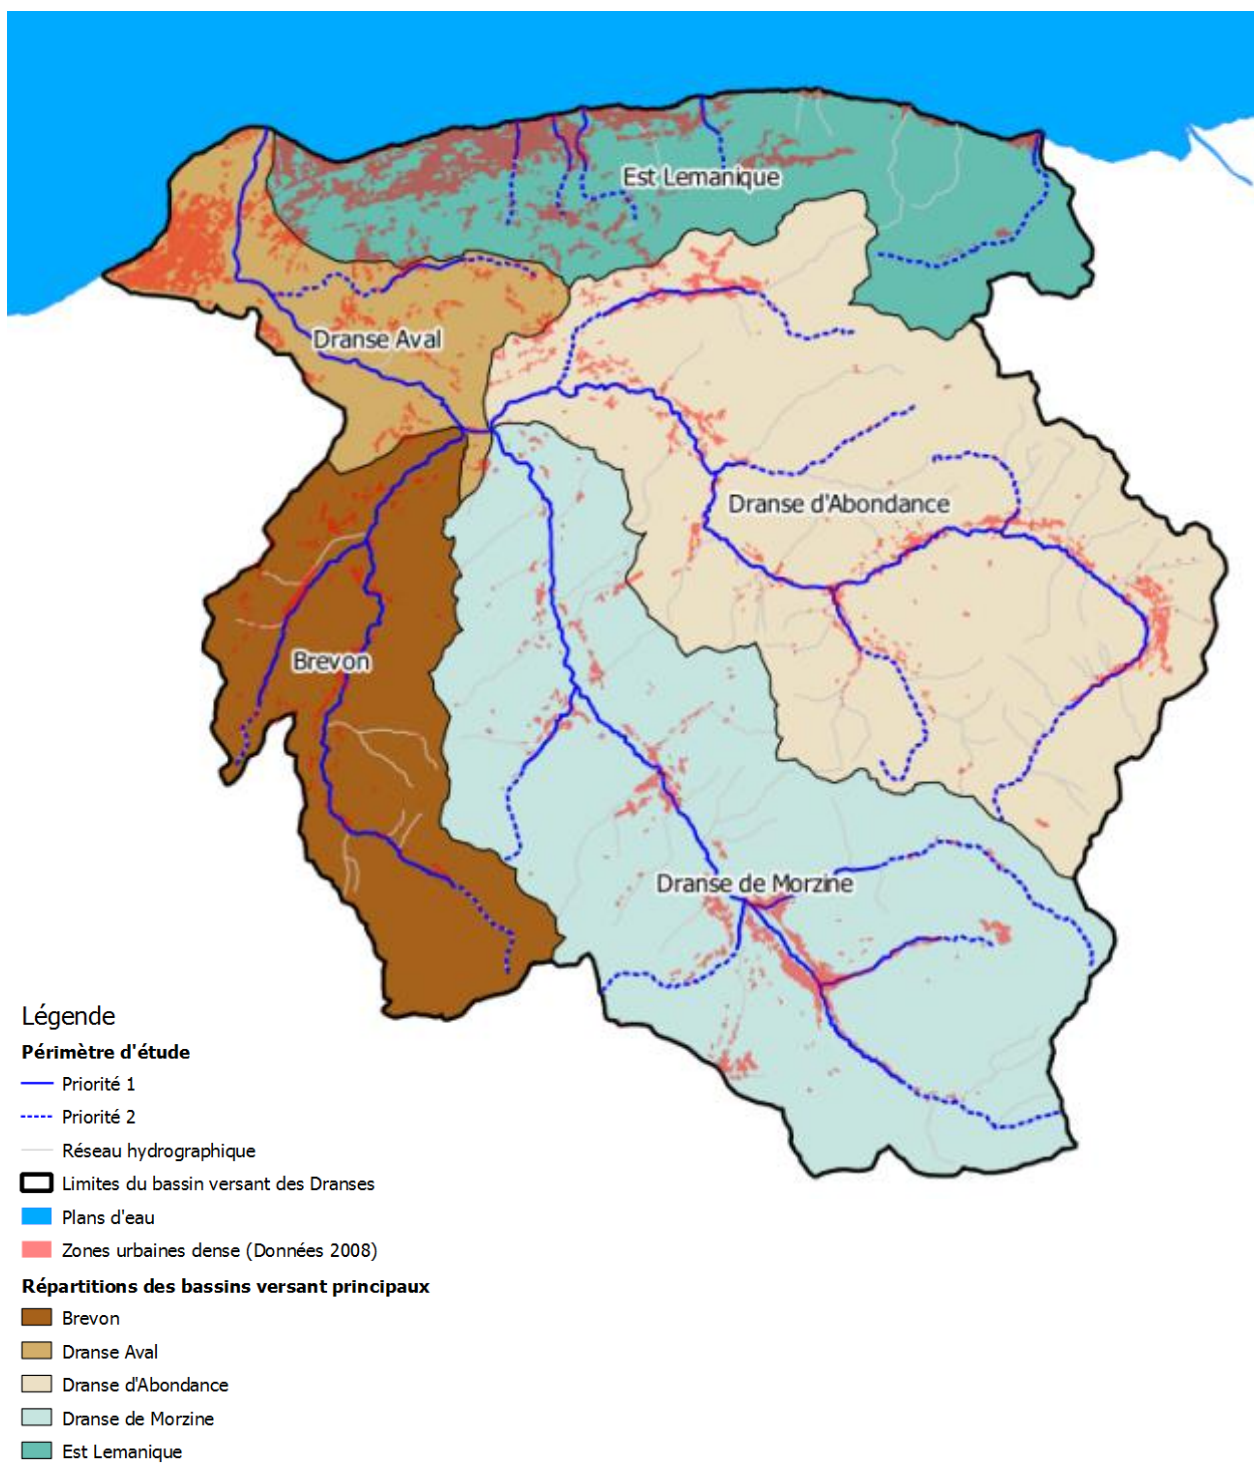 Est Lemanique
Dranse Aval
Dranse d'Abondance
Brevon
Dranse de Morzine
Légende
Périmètre d'étude
Priorité 1
Priorité 2
Réseau hydrographique
Limites du bassin versant des Dranses
Plans d'eau
Zones urbaines dense (Données 2008)
Répartitions des bassins versant principaux
Brevon
Dranse Aval
Dranse d'Abondance
Dranse de Morzine
Est Lemanique